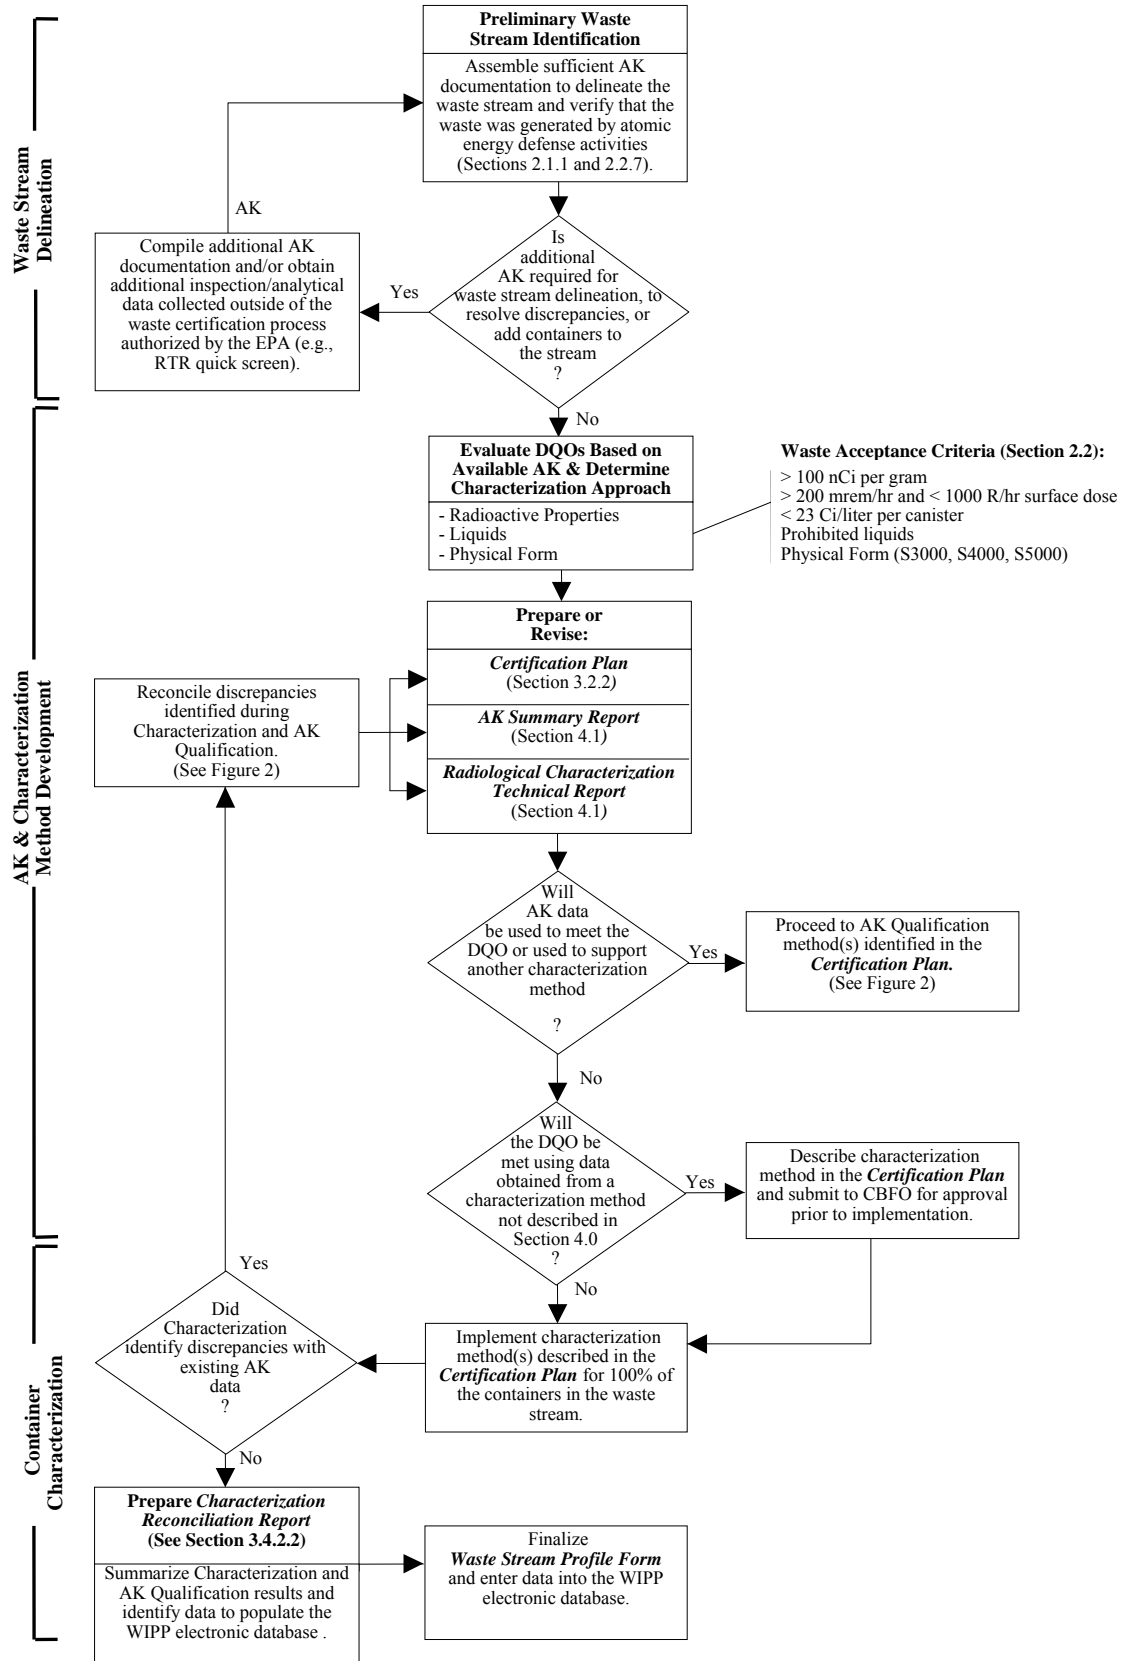 Waste Stream
Delineation
Preliminary Waste
Stream Identification
Assemble sufficient AK
documentation to delineate the
waste stream and verify that the
waste was generated by atomic
energy defense activities
(Sections 2.1.1 and 2.2.7).
AK
Compile additional AK
documentation and/or obtain
additional inspection/analytical
data collected outside of the
waste certification process
authorized by the EPA (e.g.,
RTR quick screen).
Yes
Is
additional
AK required for
waste stream delineation, to
resolve discrepancies, or
add containers to
the stream
?
No
AK & Characterization
Method Development
Evaluate DQOs Based on
Available AK & Determine
Characterization Approach
- Radioactive Properties
- Liquids
- Physical Form
Waste Acceptance Criteria (Section 2.2):
> 100 nCi per gram
> 200 mrem/hr and < 1000 R/hr surface dose
< 23 Ci/liter per canister
Prohibited liquids
Physical Form (S3000, S4000, S5000)
Prepare or
Revise:
Certification Plan
(Section 3.2.2)
AK Summary Report
(Section 4.1)
Radiological Characterization
Technical Report
(Section 4.1)
Reconcile discrepancies
identified during
Characterization and AK
Qualification.
(See Figure 2)
Will
AK data
be used to meet the
DQO or used to support
another characterization
method
?
Yes
Proceed to AK Qualification
method(s) identified in the
Certification Plan.
(See Figure 2)
No
Will
the DQO be
met using data
obtained from a
characterization method
not described in
Section 4.0
?
Yes
Describe characterization
method in the Certification Plan
and submit to CBFO for approval
prior to implementation.
No
Container
Characterization
Implement characterization
method(s) described in the
Certification Plan for 100% of
the containers in the waste
stream.
Yes
Did
Characterization
identify discrepancies with
existing AK
data
?
No
Prepare Characterization
Reconciliation Report
(See Section 3.4.2.2)
Summarize Characterization and
AK Qualification results and
identify data to populate the
WIPP electronic database .
Finalize
Waste Stream Profile Form
and enter data into the WIPP
electronic database.